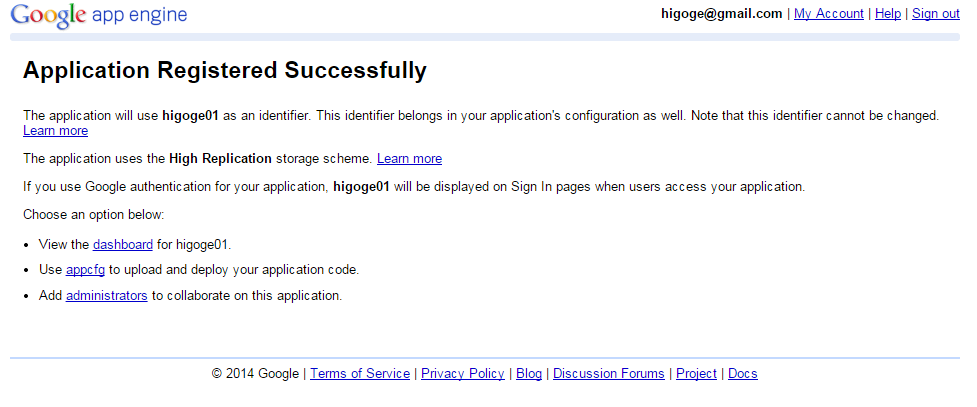 Google app engine
higoge@gmail.com | My Account | Help | Sign out
Application Registered Successfully
The application will use higoge01 as an identifier. This identifier belongs in your application's configuration as well. Note that this identifier cannot be changed.
Learn more
The application uses the High Replication storage scheme. Learn more
If you use Google authentication for your application, higoge01 will be displayed on Sign In pages when users access your application.
Choose an option below:
• View the dashboard for higoge01.
• Use appcfg to upload and deploy your application code.
• Add administrators to collaborate on this application.
© 2014 Google | Terms of Service | Privacy Policy | Blog | Discussion Forums | Project | Docs